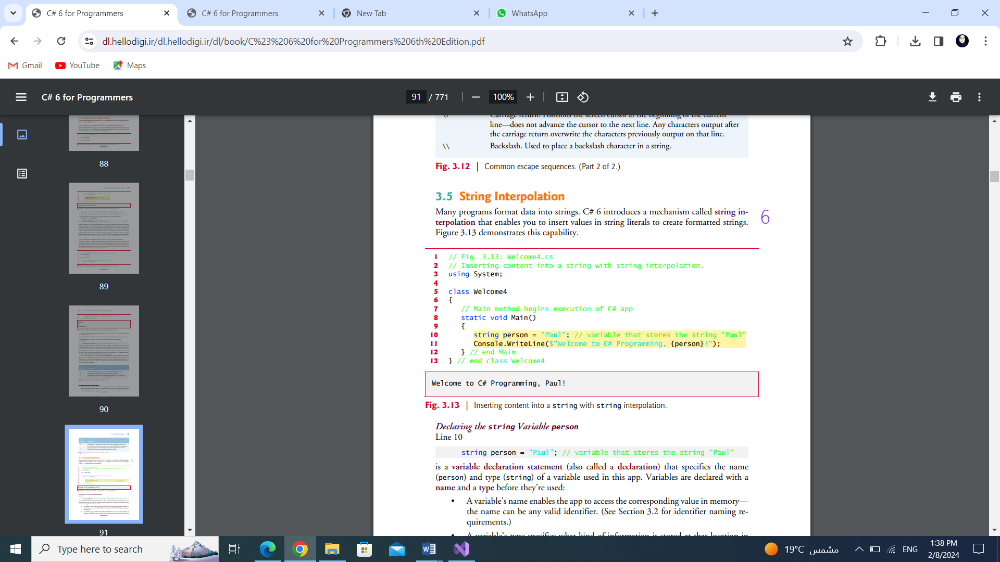 C# 6 for Programmers
C# 6 for Programmers
New Tab
WhatsApp
dl.hellodigi.ir/dl.hellodigi.ir/dl/book/C%23%206%20for%20Programmers%206th%20Edition.pdf
Gmail
YouTube
Maps
C# 6 for Programmers
91 / 771
100%
88
89
90
91
line—does not advance the cursor to the next line. Any characters output after
the carriage return overwrite the characters previously output on that line.
\\ Backslash. Used to place a backslash character in a string.
Fig. 3.12 | Common escape sequences. (Part 2 of 2.)
3.5 String Interpolation
Many programs format data into strings. C# 6 introduces a mechanism called string in-
terpolation that enables you to insert values in string literals to create formatted strings.
Figure 3.13 demonstrates this capability.
6
1 // Fig. 3.13: Welcome4.cs
2 // Inserting content into a string with string interpolation.
3 using System;
4
5 class Welcome4
6 {
7 // Main method begins execution of C# app
8 static void Main()
9 {
10 string person = "Paul"; // variable that stores the string "Paul"
11 Console.WriteLine($"Welcome to C# Programming, {person}!");
12 } // end Main
13 } // end class Welcome4
Welcome to C# Programming, Paul!
Fig. 3.13 | Inserting content into a string with string interpolation.
Declaring the string Variable person
Line 10
string person = "Paul"; // variable that stores the string "Paul"
is a variable declaration statement (also called a declaration) that specifies the name
(person) and type (string) of a variable used in this app. Variables are declared with a
name and a type before they’re used:
• A variable’s name enables the app to access the corresponding value in memory—
the name can be any valid identifier. (See Section 3.2 for identifier naming re-
quirements.)
• A variable’s type specifies what kind of information is stored at that location in
Type here to search
19°C مشمس
ENG
1:38 PM
2/8/2024